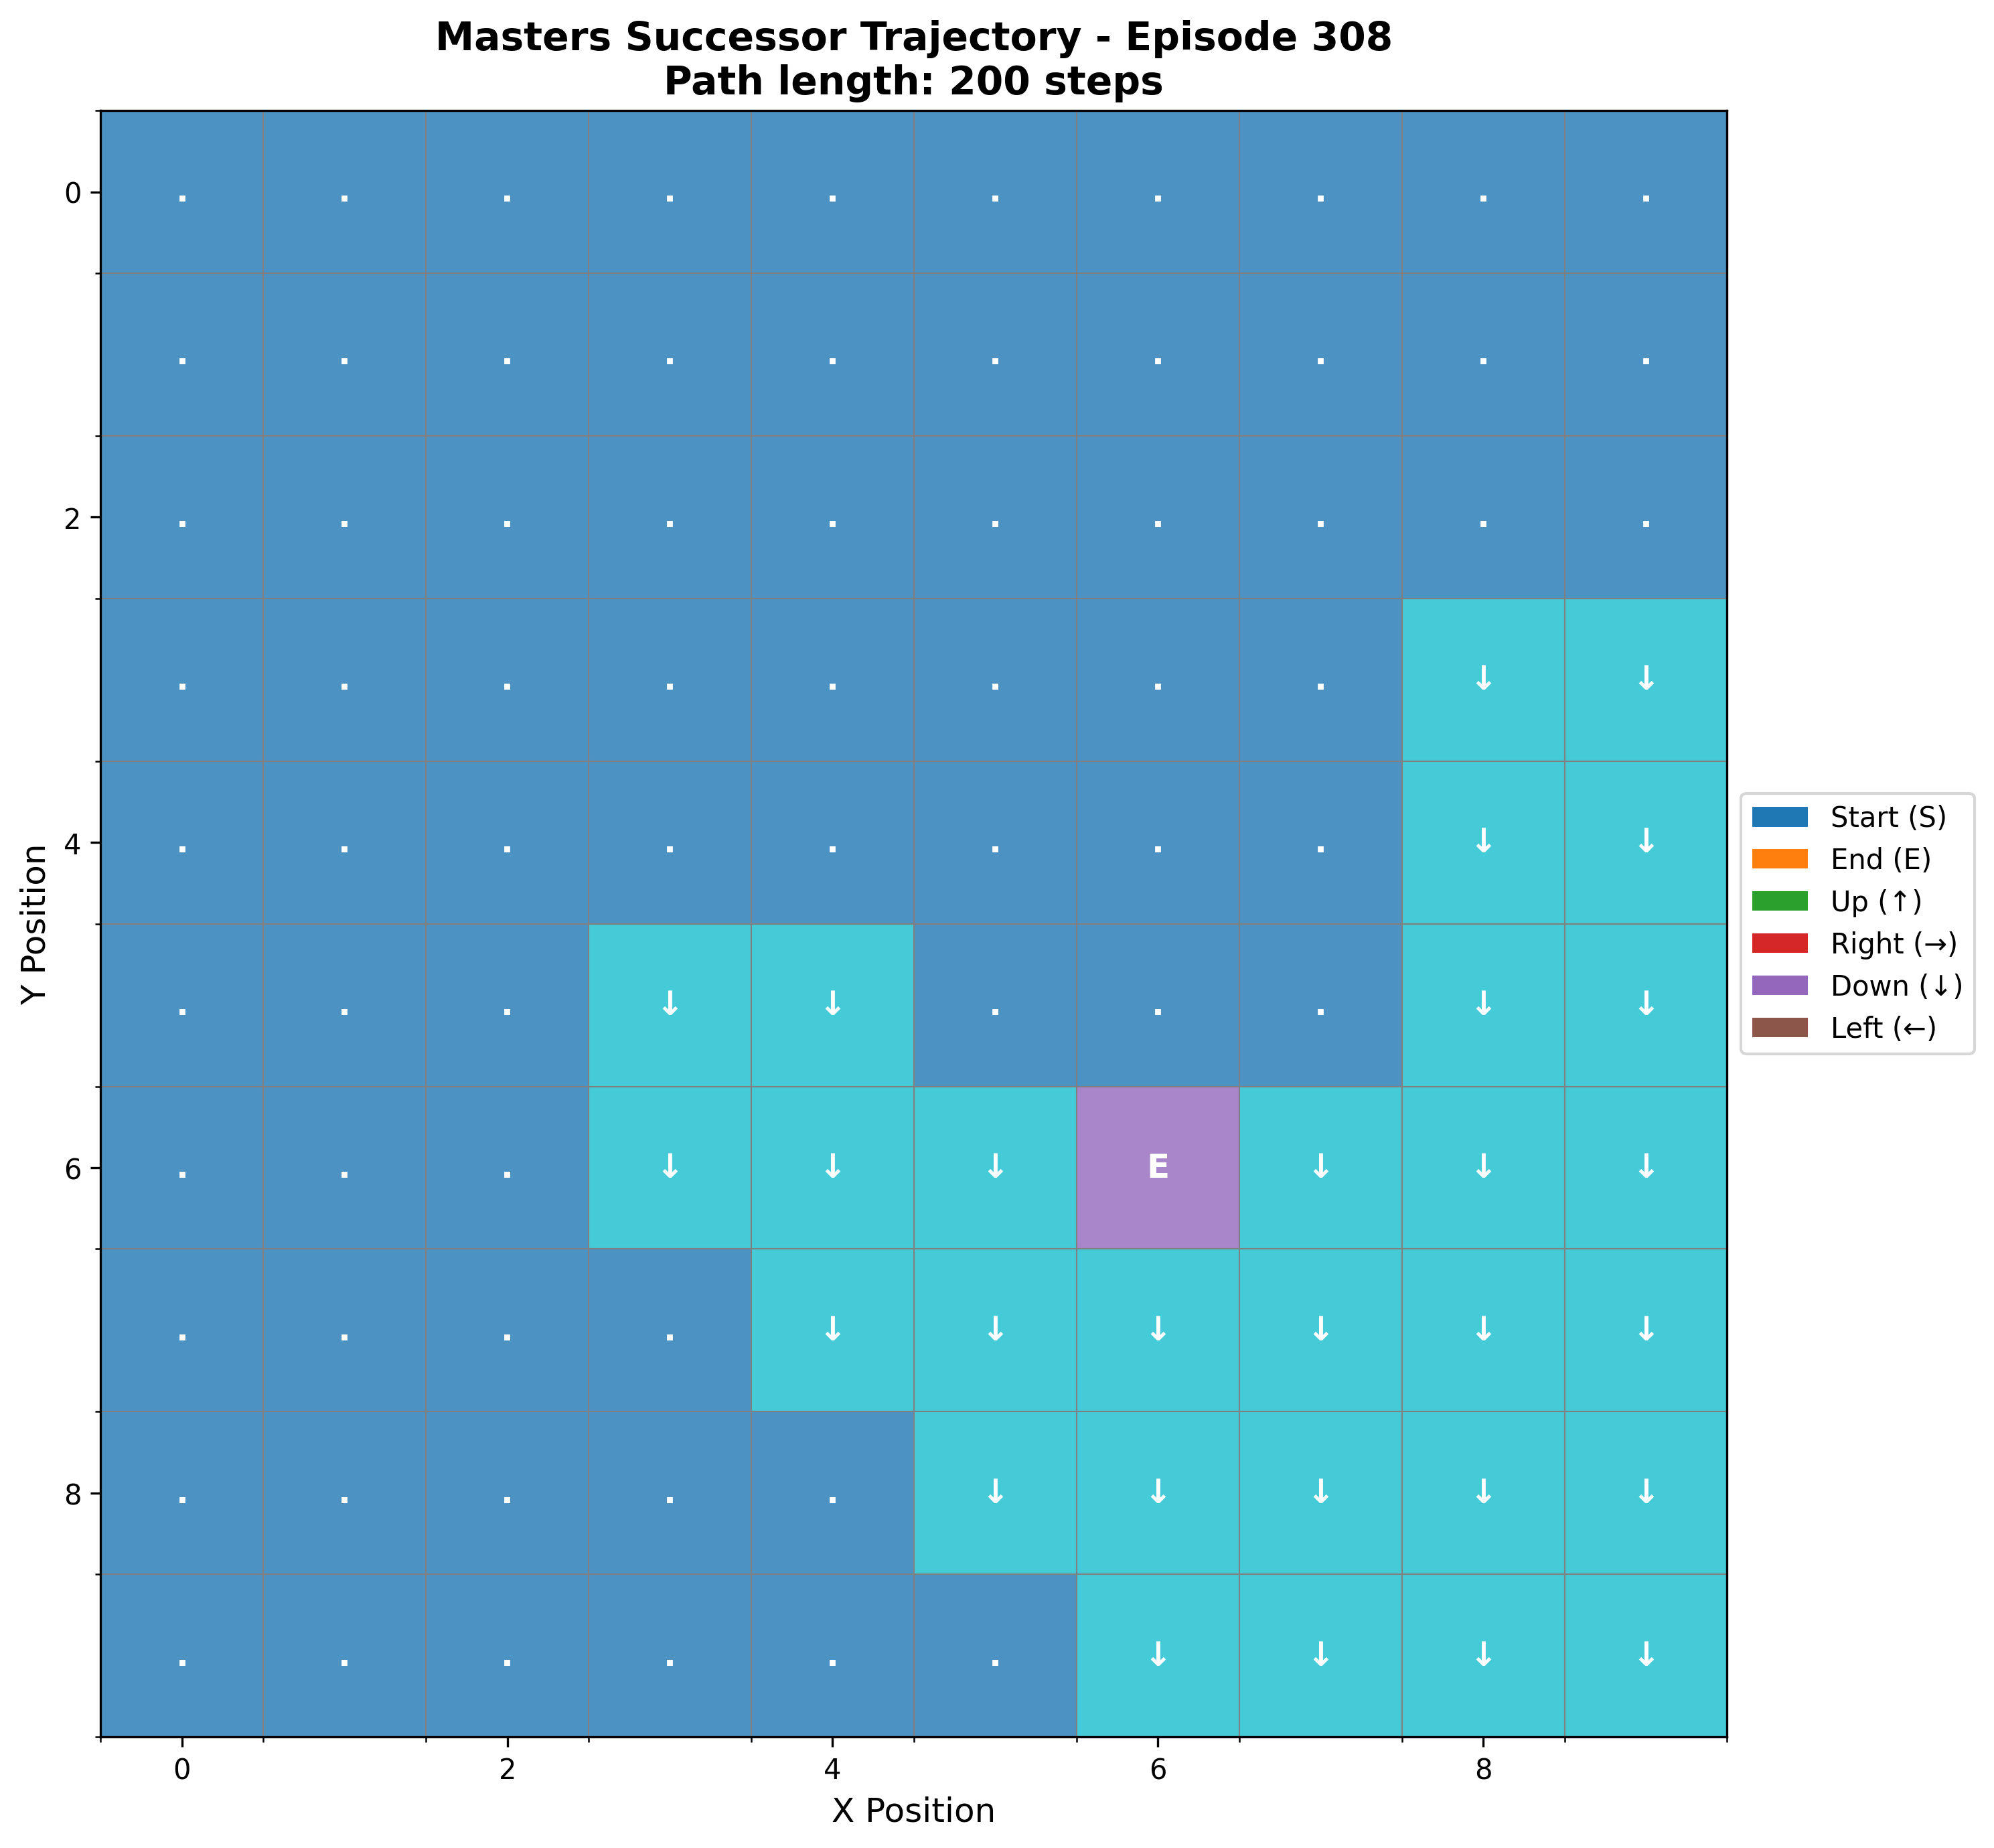 Masters Successor Trajectory - Episode 308
Path length: 200 steps
0 . . . . . . . . . .
. . . . . . . . . .
2 . . . . . . . . . .
. . . . . . . . ↓ ↓
4 . . . . . . . . ↓ ↓
. . . ↓ ↓ . . . ↓ ↓
6 . . . ↓ ↓ ↓ E ↓ ↓ ↓
. . . . ↓ ↓ ↓ ↓ ↓ ↓
8 . . . . . ↓ ↓ ↓ ↓ ↓
. . . . . . ↓ ↓ ↓ ↓
0 2 4 6 8
X Position
Y Position
Start (S)
End (E)
Up (↑)
Right (→)
Down (↓)
Left (←)